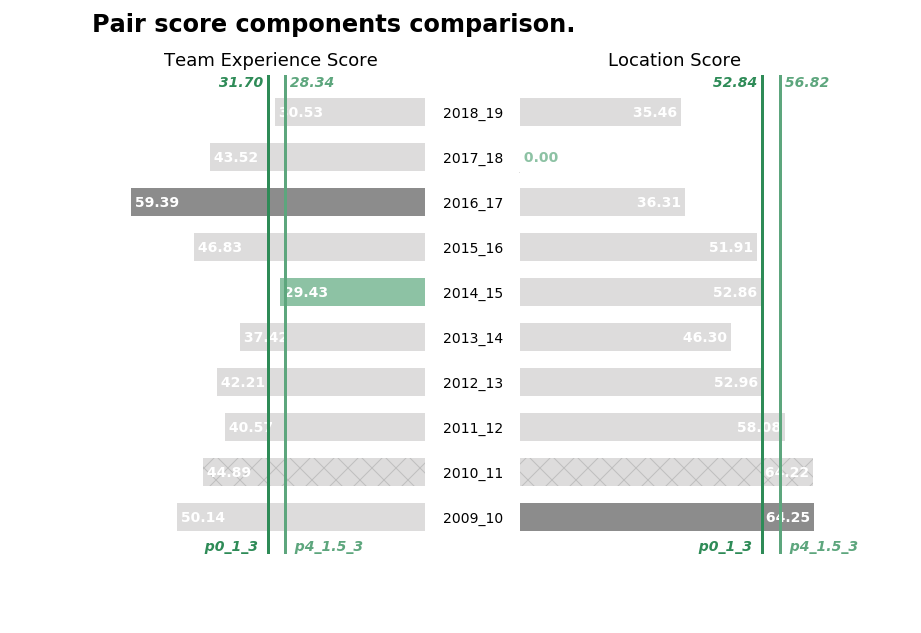 Pair score components comparison.
Team Experience Score Location Score
31.70 28.34 52.84 56.82
30.53 2018_19 35.46
43.52 2017_18 0.00
59.39 2016_17 36.31
46.83 2015_16 51.91
29.43 2014_15 52.86
37.42 2013_14 46.30
42.21 2012_13 52.96
40.57 2011_12 58.08
44.89 2010_11 64.22
50.14 2009_10 64.25
p0_1_3 p4_1.5_3 p0_1_3 p4_1.5_3